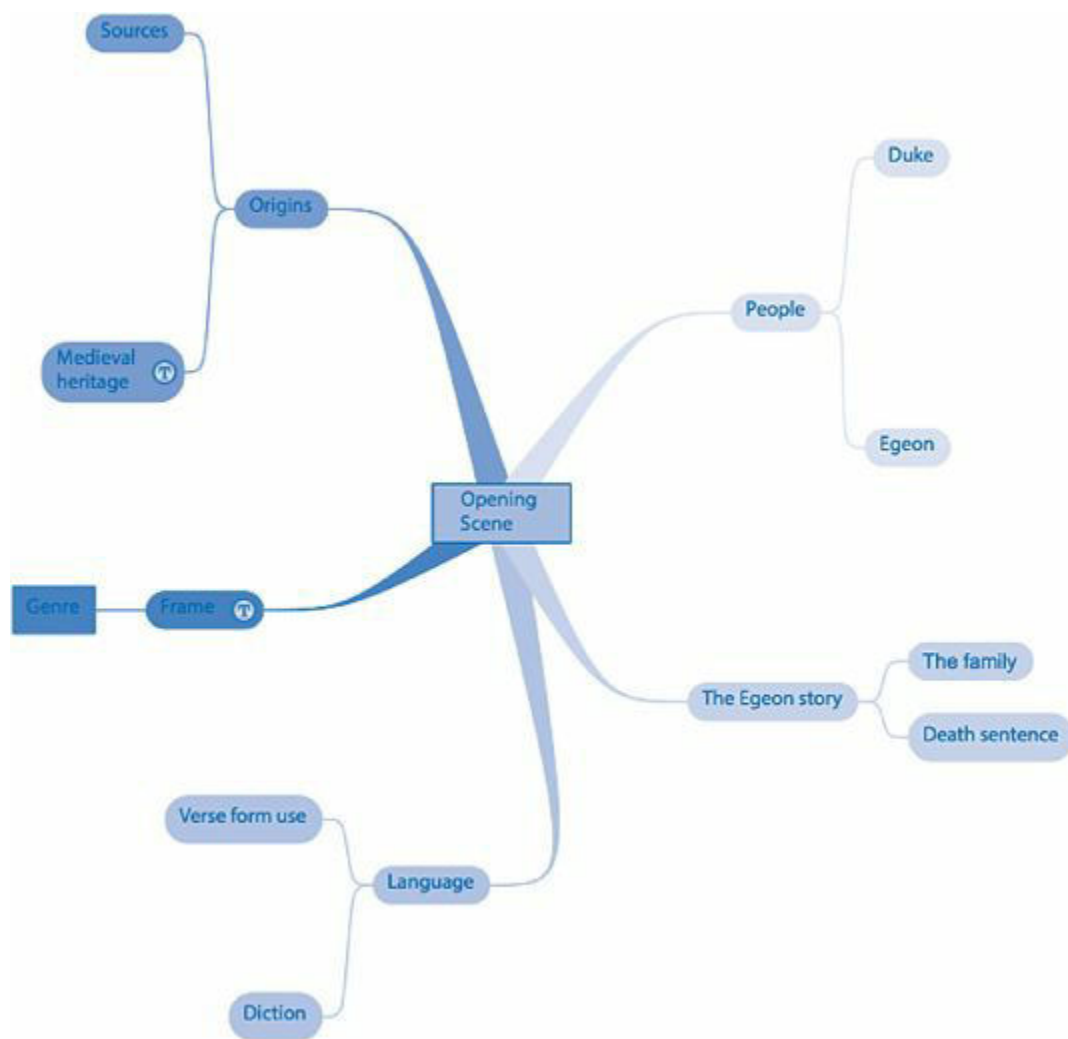 Sources
Origins
Medieval
heritage
T
Duke
People
Egeon
Opening
Scene
Genre
Frame
T
The family
The Egeon story
Death sentence
Verse form use
Language
Diction